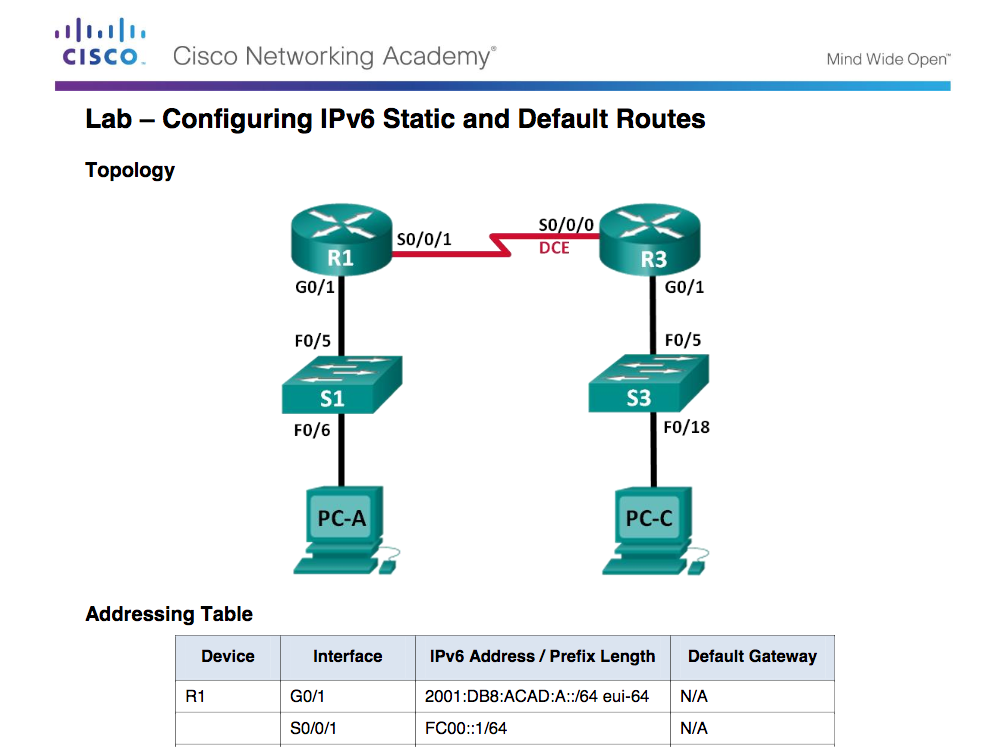 CISCO™ Cisco Networking Academy® Mind Wide Open™
Lab – Configuring IPv6 Static and Default Routes
Topology
S0/0/1 S0/0/0
DCE
R1 R3
G0/1 G0/1
F0/5 F0/5
S1 S3
F0/6 F0/18
PC-A PC-C
Addressing Table
Device Interface IPv6 Address / Prefix Length Default Gateway
R1 G0/1 2001:DB8:ACAD:A::/64 eui-64 N/A
S0/0/1 FC00::1/64 N/A